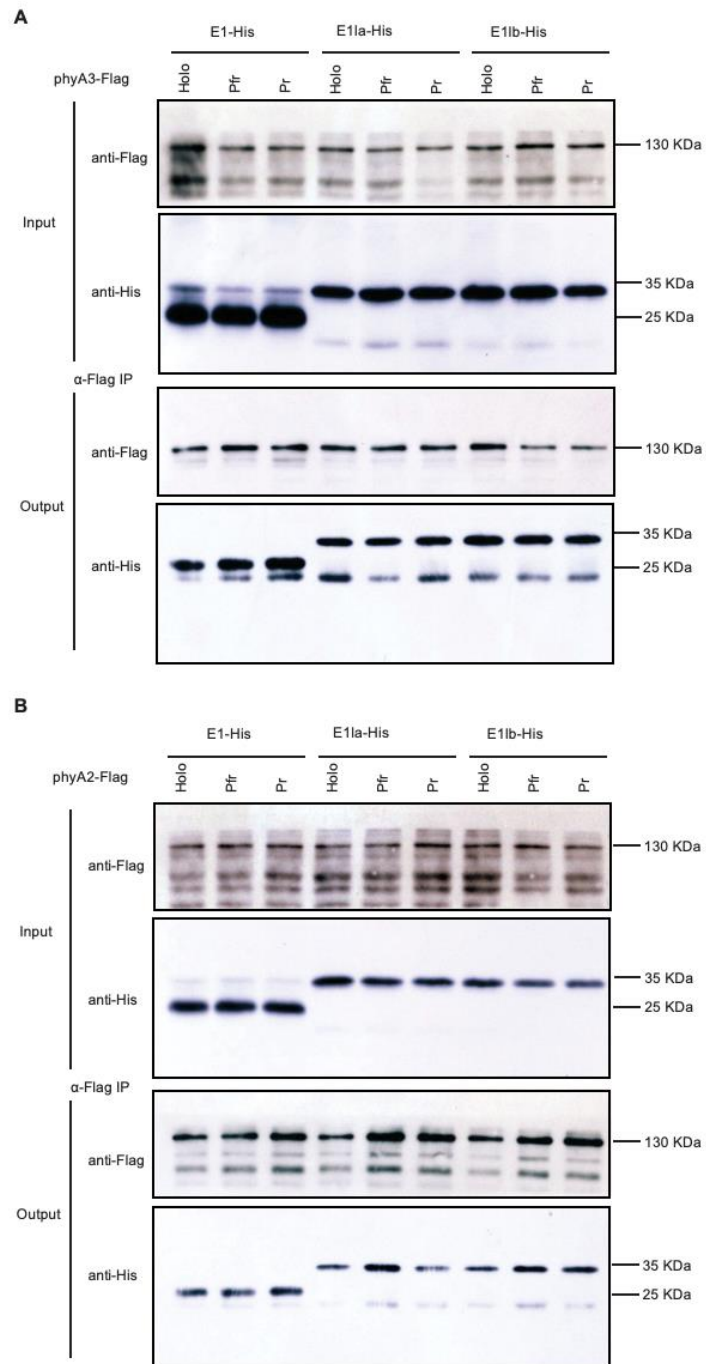 A
E1-His E1la-His E1lb-His
phyA3-Flag Holo Pfr Pr Holo Pfr Pr Holo Pfr Pr
anti-Flag 130 KDa
Input
anti-His 35 KDa
25 KDa
α-Flag IP
anti-Flag 130 KDa
Output
anti-His 35 KDa
25 KDa
B
E1-His E1la-His E1lb-His
phyA2-Flag Holo Pfr Pr Holo Pfr Pr Holo Pfr Pr
anti-Flag 130 KDa
Input
anti-His 35 KDa
25 KDa
α-Flag IP
anti-Flag 130 KDa
Output
anti-His 35 KDa
25 KDa